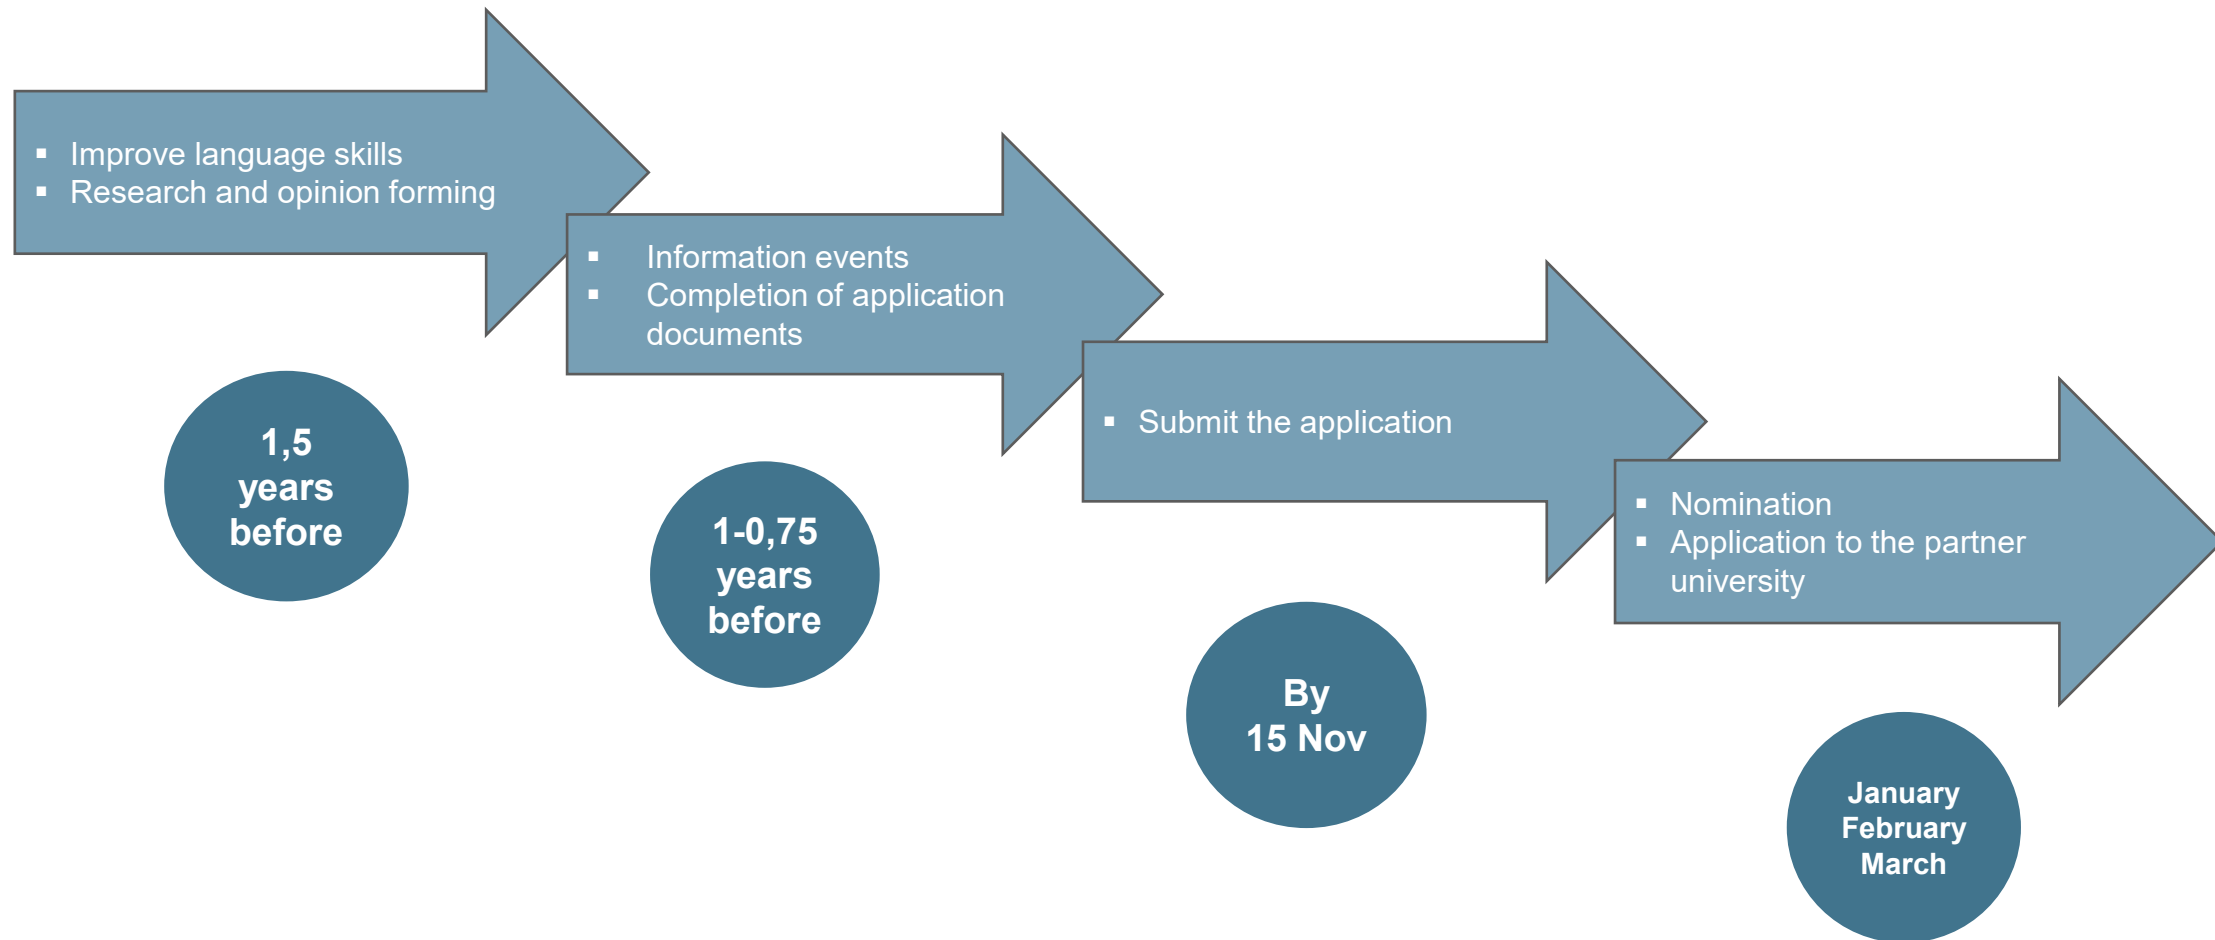 ▪ Improve language skills
▪ Research and opinion forming
1,5
years
before
▪ Information events
▪ Completion of application
documents
1-0,75
years
before
▪ Submit the application
By
15 Nov
▪ Nomination
▪ Application to the partner
university
January
February
March